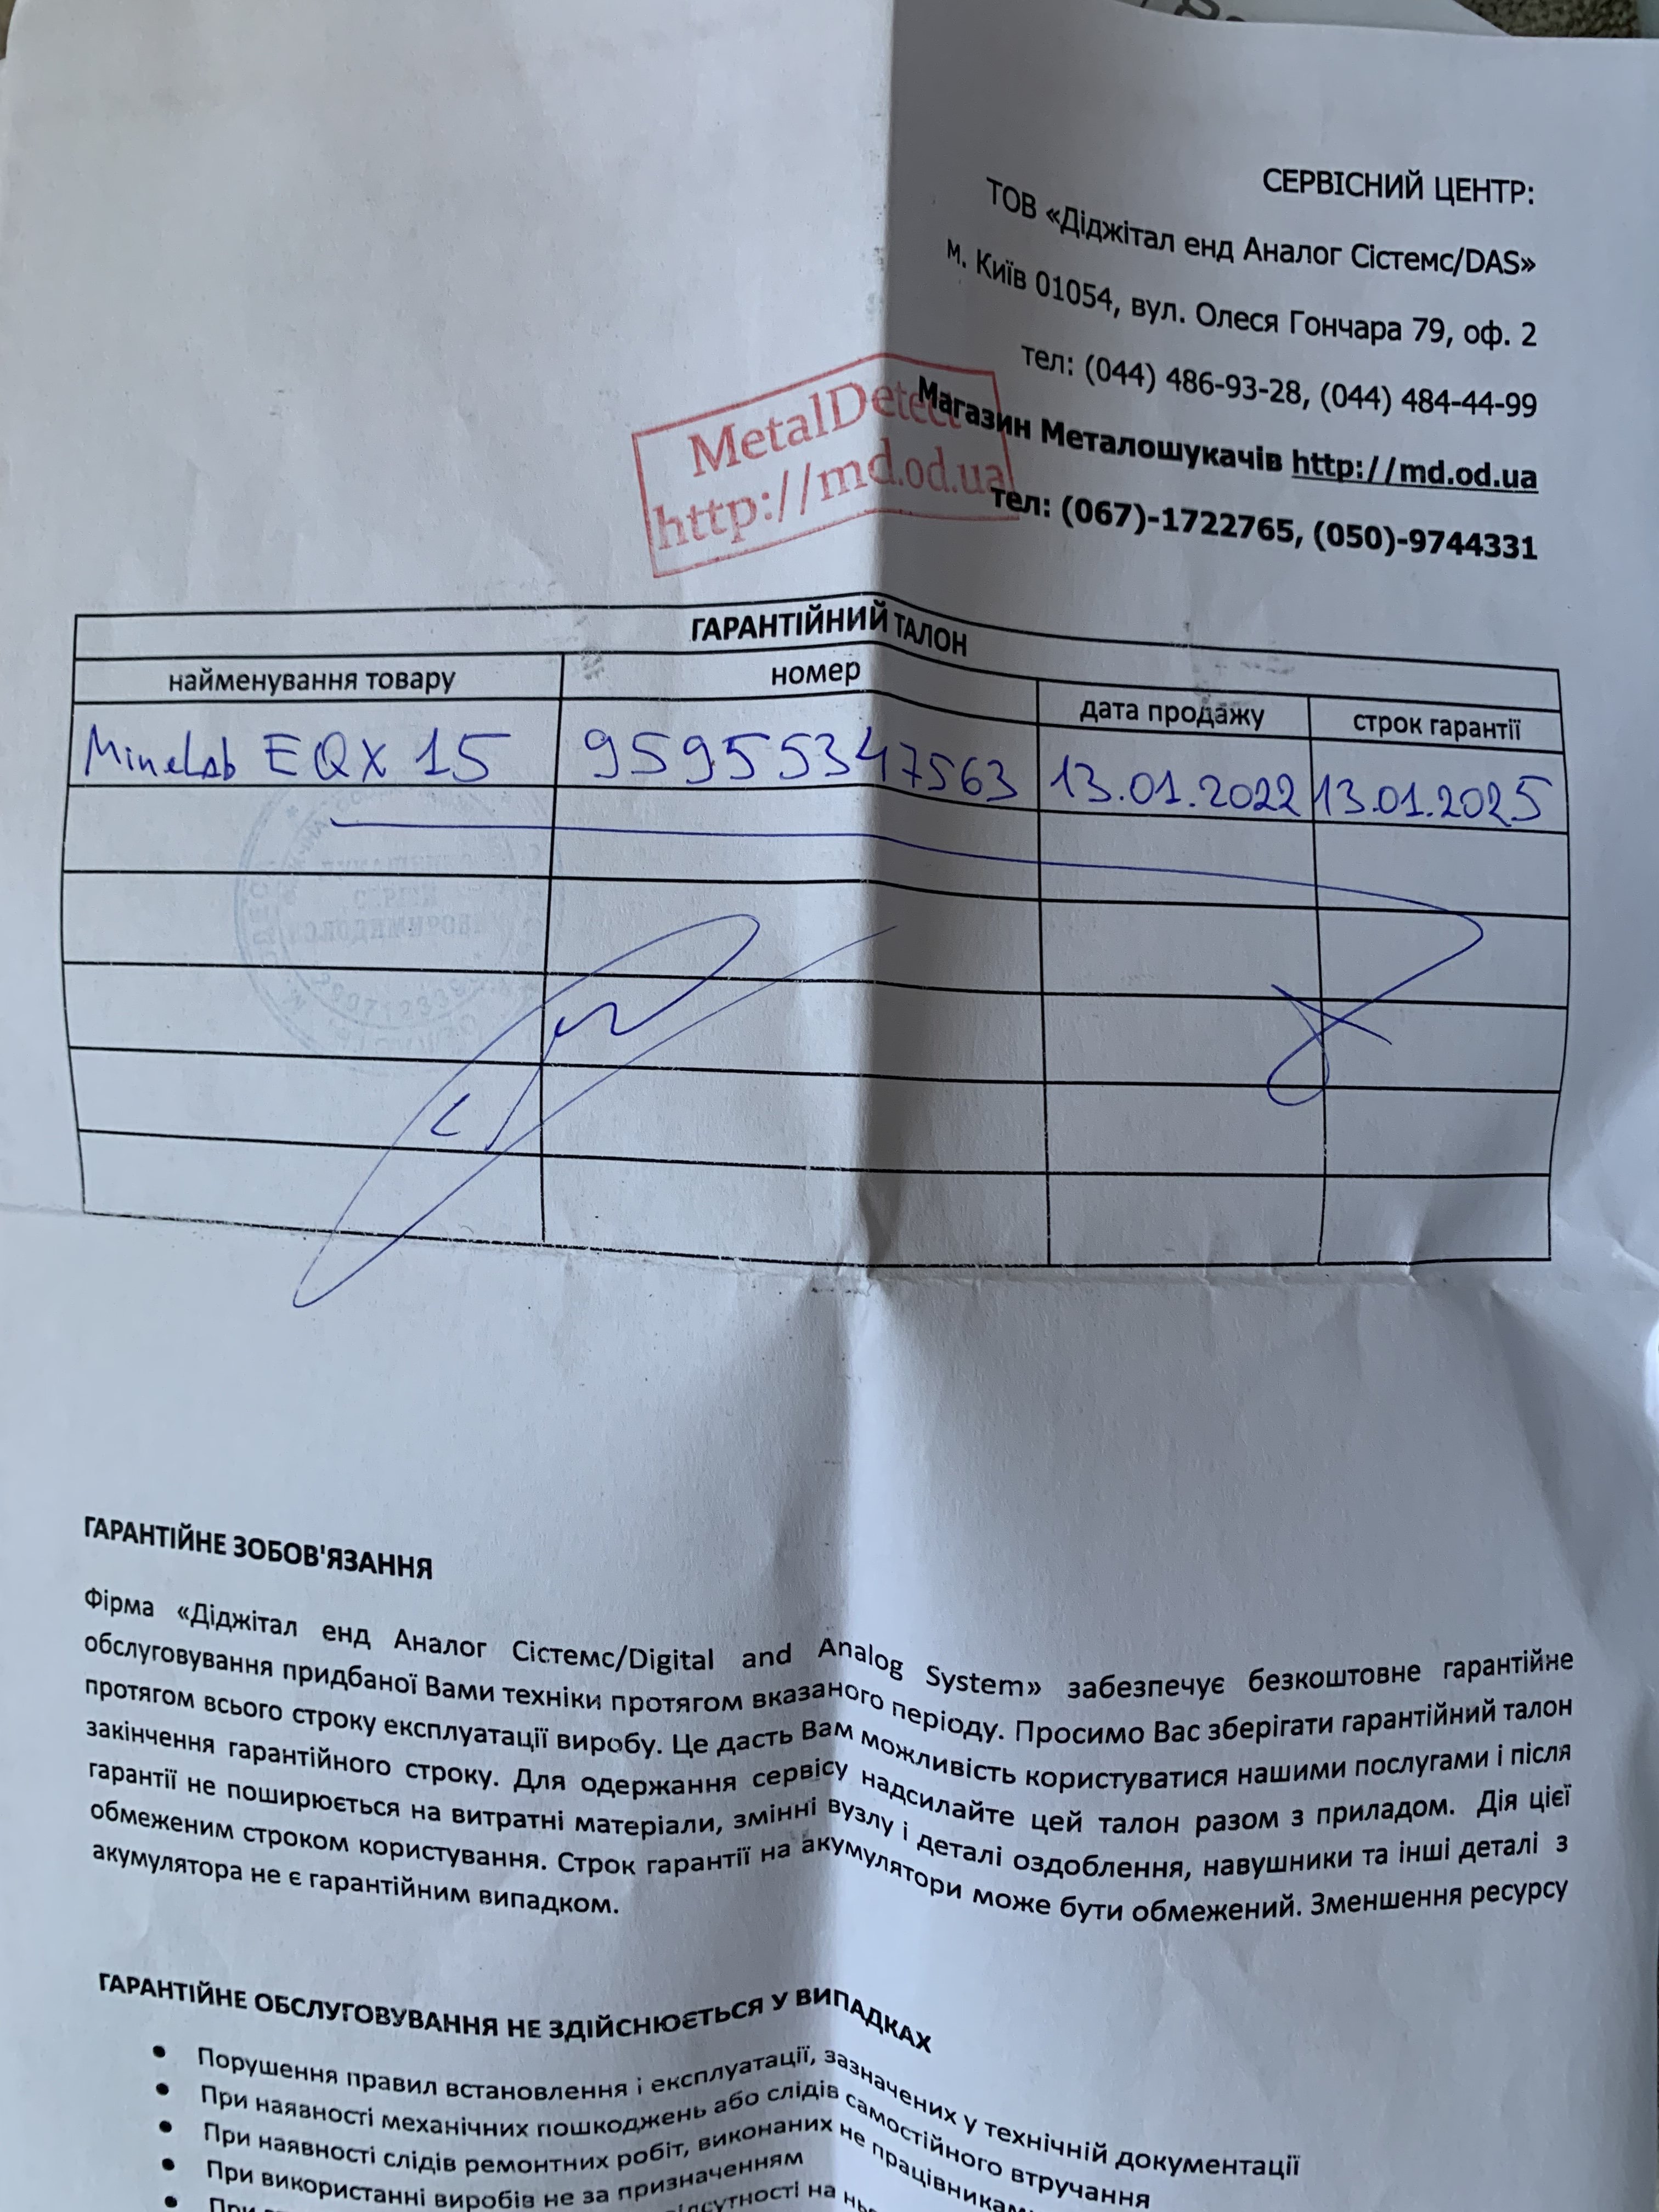 СЕРВІСНИЙ ЦЕНТР:
ТОВ «Діджітал енд Аналог Сістемс/DAS»
м. Київ 01054, вул. Олеся Гончара 79, оф. 2
тел: (044) 486-93-28, (044) 484-44-99
Магазин Металошукачів http://md.od.ua
тел: (067)-1722765, (050)-9744331
MetalDetect
http://md.od.ua
ГАРАНТІЙНИЙ ТАЛОН
найменування товару номер дата продажу строк гарантії
MineLab EQX 15 95955347563 13.01.2022 13.01.2025
СЕРГІЙ
ГАРАНТІЙНЕ ЗОБОВ'ЯЗАННЯ
Фірма «Діджітал енд Аналог Сістемс/Digital and Analog System» забезпечує безкоштовне гарантійне
обслуговування придбаної Вами техніки протягом вказаного періоду. Просимо Вас зберігати гарантійний талон
протягом всього строку експлуатації виробу. Це дасть Вам можливість користуватися нашими послугами і після
закінчення гарантійного строку. Для одержання сервісу надсилайте цей талон разом з приладом. Дія цієї
гарантії не поширюється на витратні матеріали, змінні вузлу і деталі оздоблення, навушники та інші деталі з
обмеженим строком користування. Строк гарантії на акумулятори може бути обмежений. Зменшення ресурсу
акумулятора не є гарантійним випадком.
ГАРАНТІЙНЕ ОБСЛУГОВУВАННЯ НЕ ЗДІЙСНЮЄТЬСЯ У ВИПАДКАХ
• Порушення правил встановлення і експлуатації, зазначених у технічній документації
• При наявності механічних пошкоджень або слідів самостійного втручання
• При наявності слідів ремонтних робіт, виконаних не працівниками
• При використанні виробів не за призначенням
• При